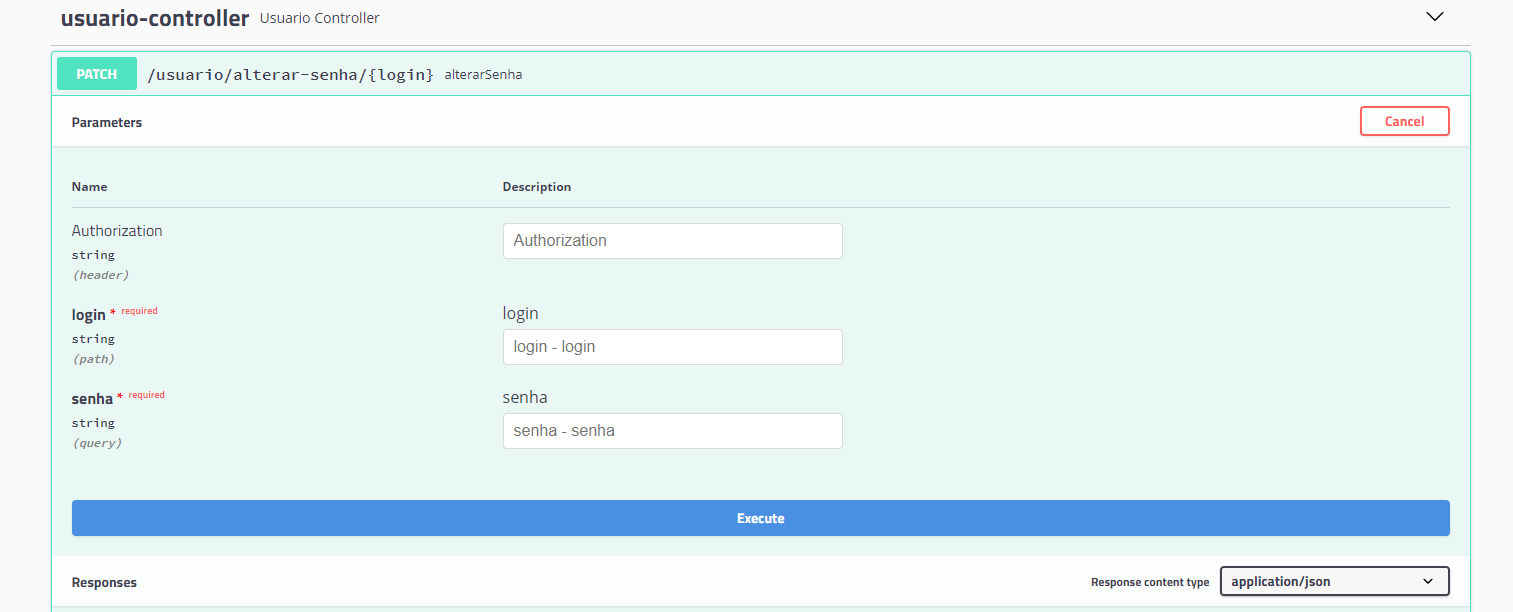 usuario-controller Usuario Controller
PATCH /usuario/alterar-senha/{login} alterarSenha
Parameters Cancel
Name Description
Authorization Authorization
string
(header)
login * required login
string login - login
(path)
senha * required senha
string senha - senha
(query)
Execute
Responses Response content type application/json